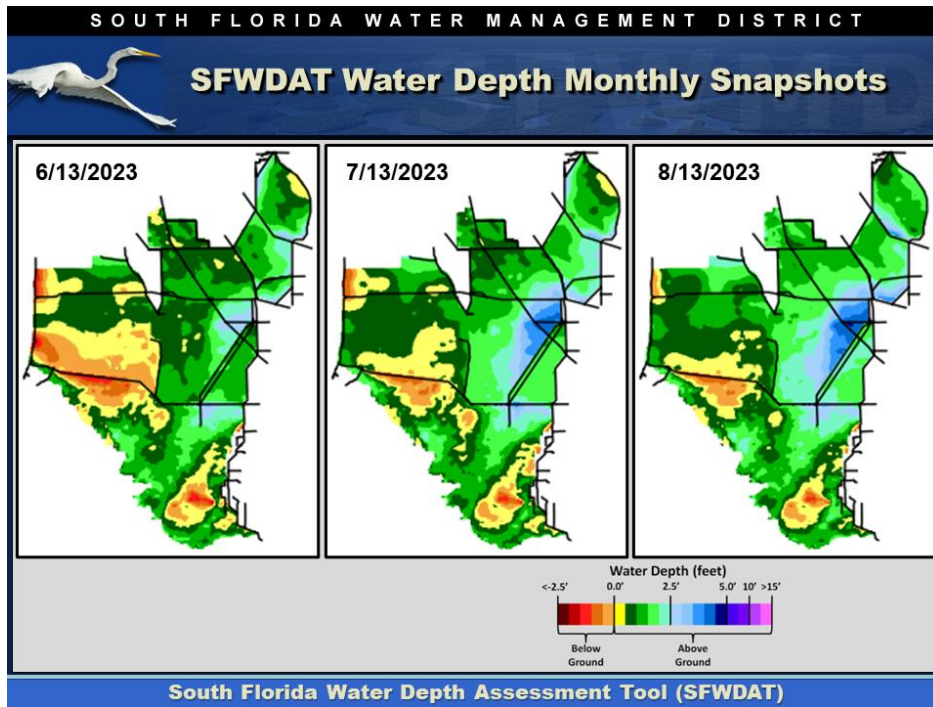 SOUTH FLORIDA WATER MANAGEMENT DISTRICT
SFWDAT Water Depth Monthly Snapshots
6/13/2023
7/13/2023
8/13/2023
Water Depth (feet)
<-2.5' 0.0' 2.5' 5.0' 10' >15'
Below Above
Ground Ground
South Florida Water Depth Assessment Tool (SFWDAT)